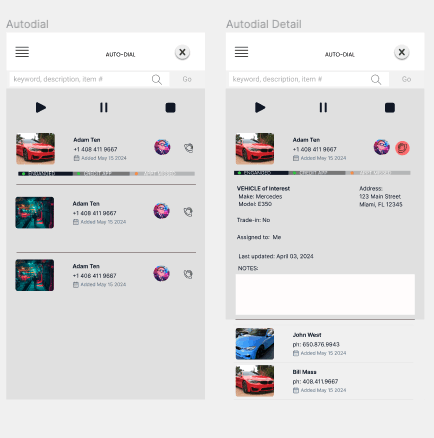 Autodial
AUTO-DIAL
X
keyword, description, item #
Go
Adam Ten
+1 408 411 9667
Added May 15 2024
ENGAGED
CREDIT APP
Adam Ten
+1 408 411 9667
Added May 15 2024
Adam Ten
+1 408 411 9667
Added May 15 2024
Autodial Detail
AUTO-DIAL
X
keyword, description, item #
Go
Adam Ten
+1 408 411 9667
Added May 15 2024
ENGAGED
CREDIT APP
VEHICLE of Interest
Make: Mercedes
Model: E350
Address:
123 Main Street
Miami, FL 12345
Trade-in: No
Assigned to: Me
Last updated: April 03, 2024
NOTES:
John West
ph: 650.876.9943
Added May 15 2024
Bill Mass
ph: 408.411.9667
Added May 15 2024